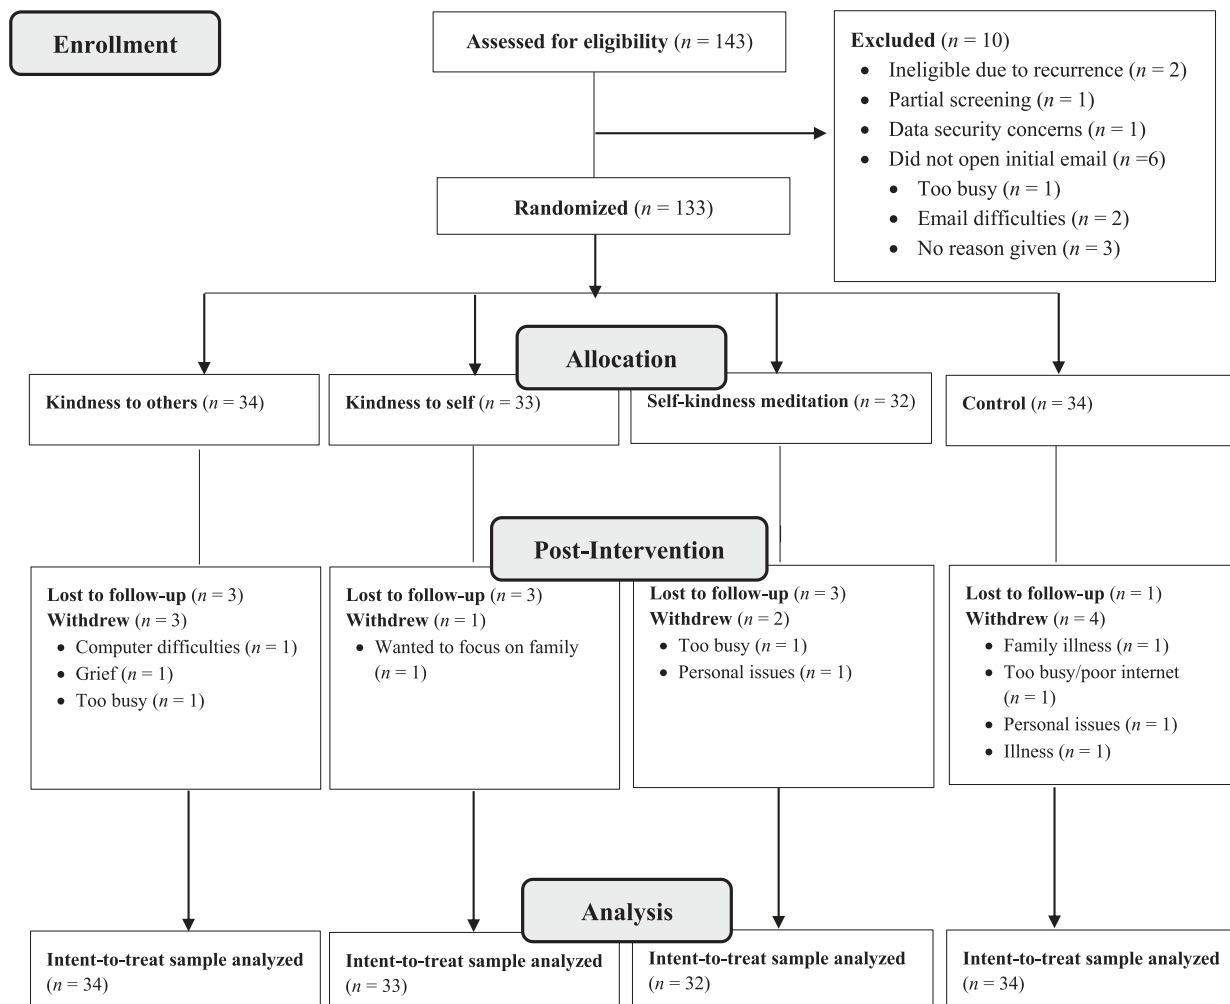 Enrollment
Assessed for eligibility (n = 143)
Excluded (n = 10)
• Ineligible due to recurrence (n = 2)
• Partial screening (n = 1)
• Data security concerns (n = 1)
• Did not open initial email (n =6)
• Too busy (n = 1)
• Email difficulties (n = 2)
• No reason given (n = 3)
Randomized (n = 133)
Allocation
Kindness to others (n = 34)
Kindness to self (n = 33)
Self-kindness meditation (n = 32)
Control (n = 34)
Post-Intervention
Lost to follow-up (n = 3)
Withdrew (n = 3)
• Computer difficulties (n = 1)
• Grief (n = 1)
• Too busy (n = 1)
Lost to follow-up (n = 3)
Withdrew (n = 1)
• Wanted to focus on family
(n = 1)
Lost to follow-up (n = 3)
Withdrew (n = 2)
• Too busy (n = 1)
• Personal issues (n = 1)
Lost to follow-up (n = 1)
Withdrew (n = 4)
• Family illness (n = 1)
• Too busy/poor internet
(n = 1)
• Personal issues (n = 1)
• Illness (n = 1)
Analysis
Intent-to-treat sample analyzed
(n = 34)
Intent-to-treat sample analyzed
(n = 33)
Intent-to-treat sample analyzed
(n = 32)
Intent-to-treat sample analyzed
(n = 34)